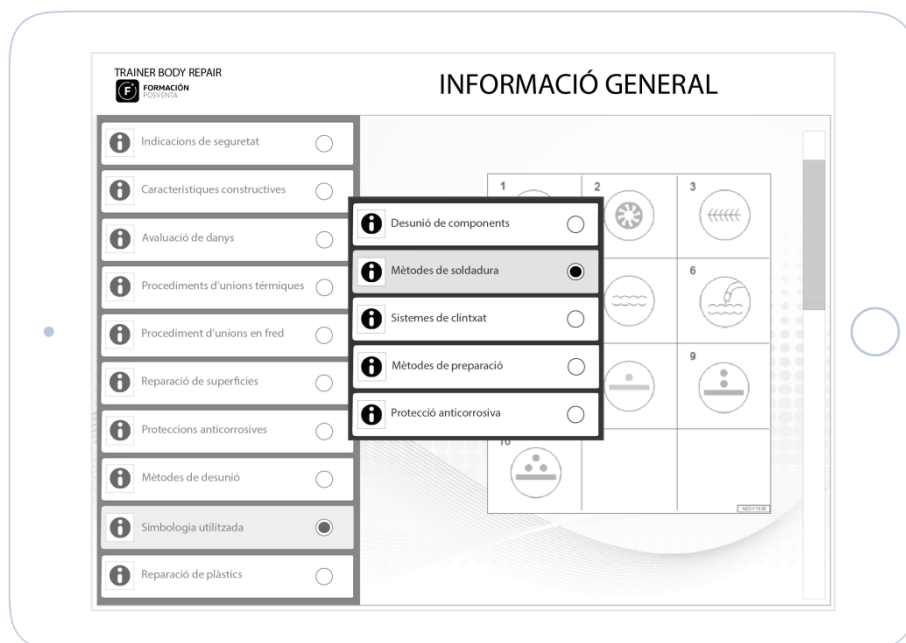 TRAINER BODY REPAIR
FORMACIÓN
POSVENTA
INFORMACIÓ GENERAL
Indicacions de seguretat
Característiques constructives
Avaluació de danys
Procediments d'unions térmiques
Procediment d'unions en fred
Reparació de superfícies
Proteccions anticorrosives
Mètodes de desunió
Simbologia utilitzada
Reparació de plàstics
Desunió de components
Mètodes de soldadura
Sistemes de clintxat
Mètodes de preparació
Protecció anticorrosiva
1
2
3
6
9
10